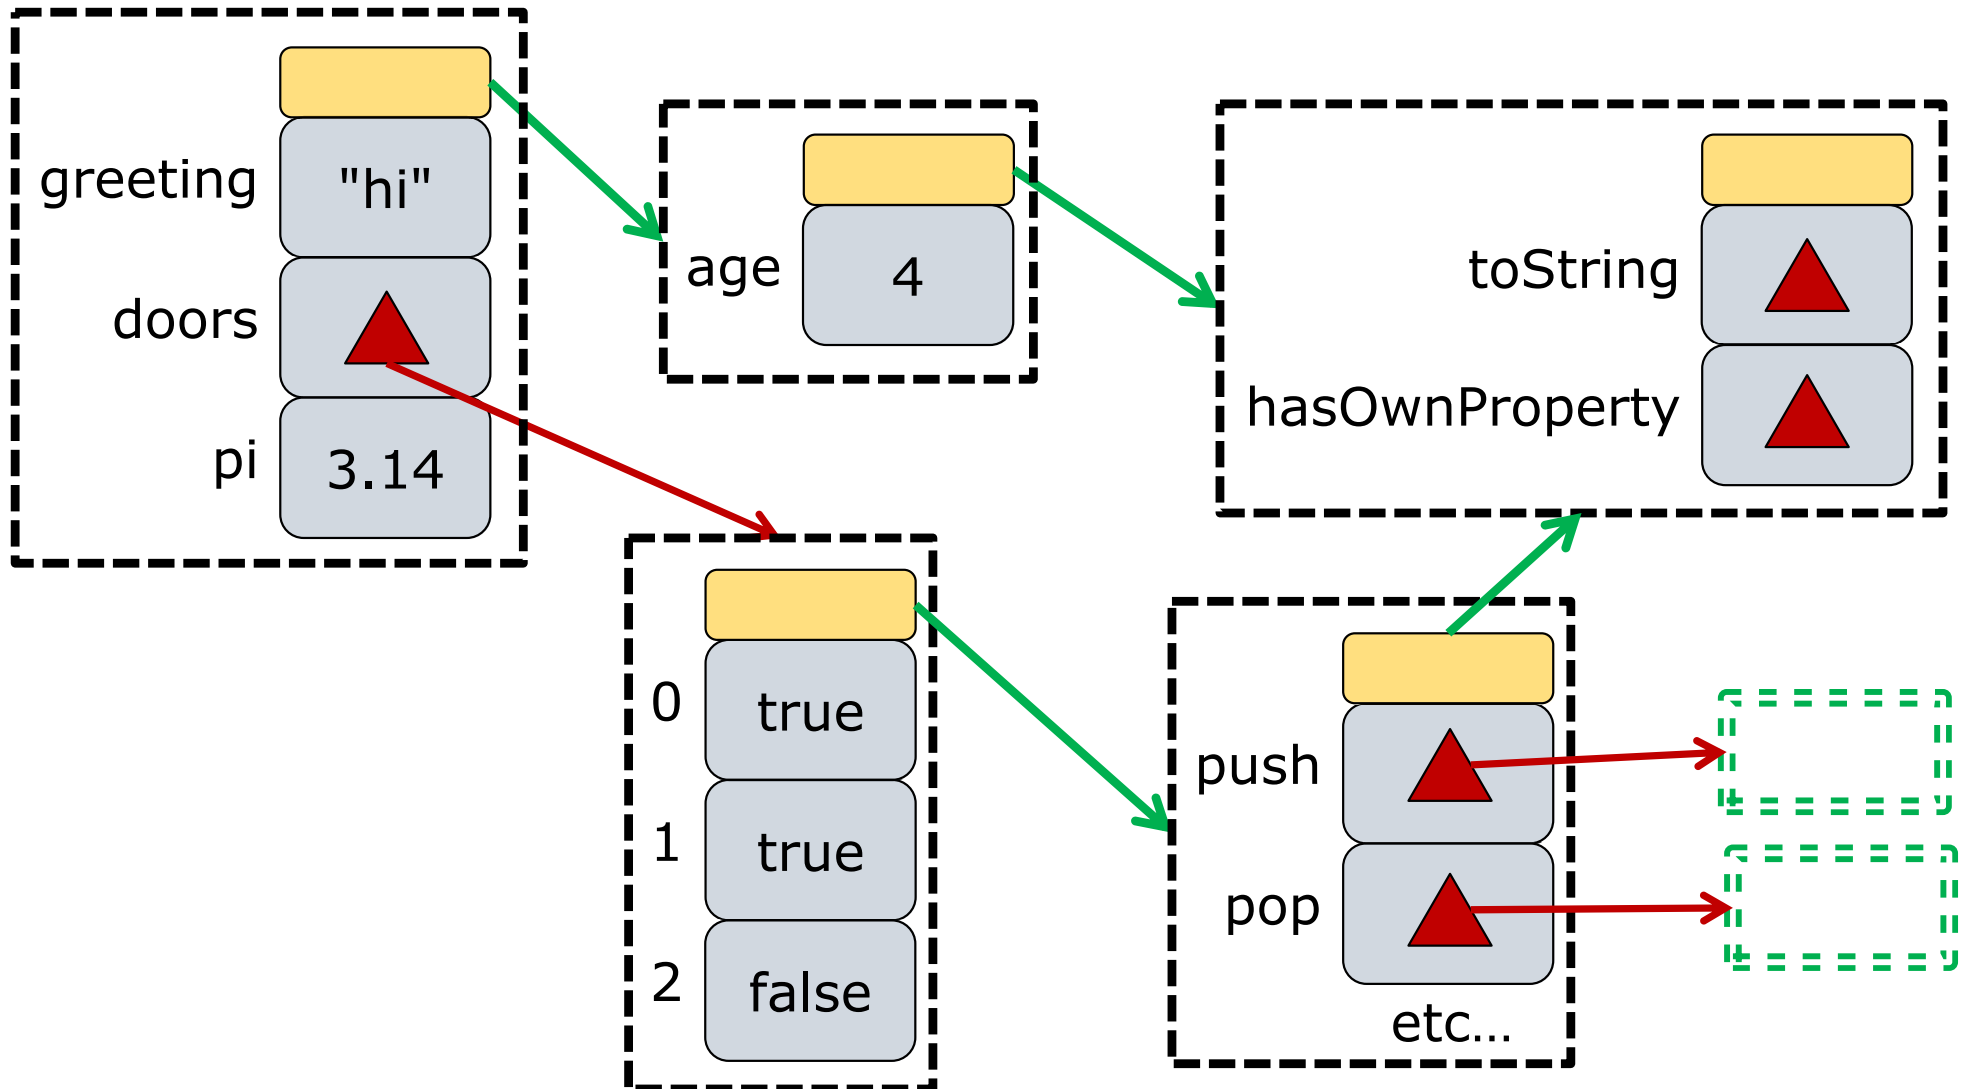 greeting "hi"
doors
pi 3.14
age 4
toString
hasOwnProperty
0 true
1 true
2 false
push
pop
etc...